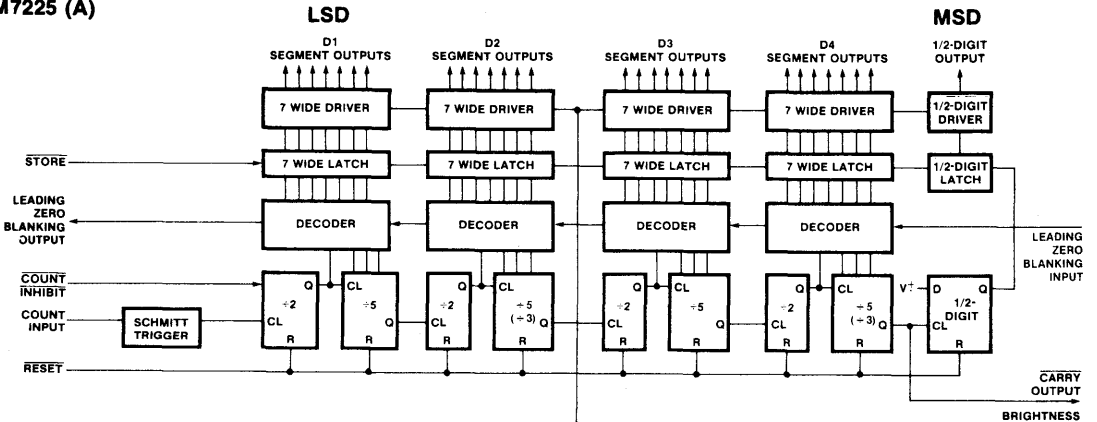 M7225 (A)
LSD
MSD
D1
SEGMENT OUTPUTS
D2
SEGMENT OUTPUTS
D3
SEGMENT OUTPUTS
D4
SEGMENT OUTPUTS
1/2-DIGIT
OUTPUT
7 WIDE DRIVER
7 WIDE DRIVER
7 WIDE DRIVER
7 WIDE DRIVER
1/2-DIGIT
DRIVER
STORE
7 WIDE LATCH
7 WIDE LATCH
7 WIDE LATCH
7 WIDE LATCH
1/2-DIGIT
LATCH
LEADING
ZERO
BLANKING
OUTPUT
DECODER
DECODER
DECODER
DECODER
LEADING
ZERO
BLANKING
INPUT
COUNT
INHIBIT
COUNT
INPUT
SCHMITT
TRIGGER
Q
÷2
CL
R
CL
÷5
Q
R
Q
÷2
CL
R
CL
÷5
(÷3)
Q
R
Q
÷2
CL
R
CL
÷5
Q
R
Q
÷2
CL
R
CL
÷5
(÷3)
Q
R
V+
D
Q
1/2-
DIGIT
CL
R
RESET
CARRY
OUTPUT
BRIGHTNESS